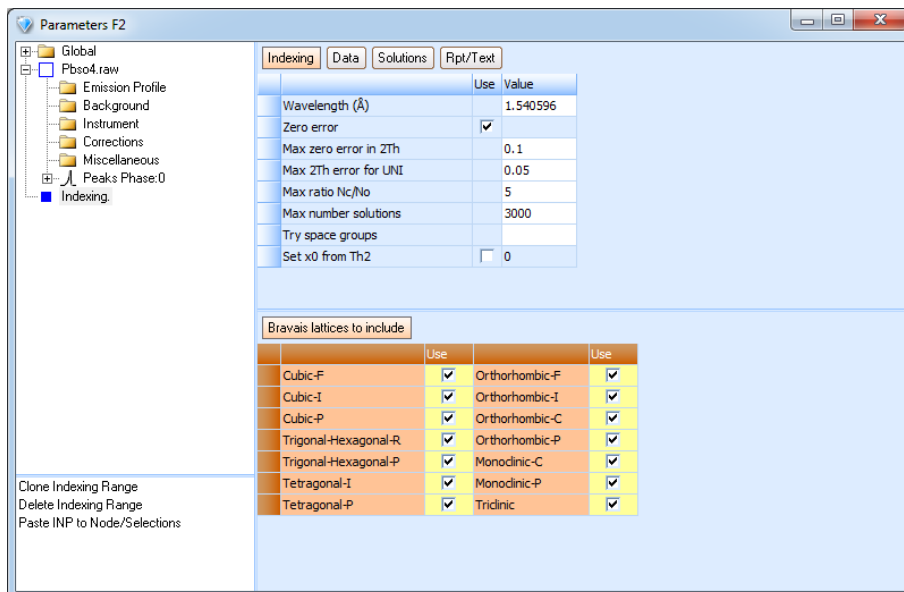 Parameters F2
Global
Pbso4.raw
Emission Profile
Background
Instrument
Corrections
Miscellaneous
Peaks Phase:0
Indexing.
Clone Indexing Range
Delete Indexing Range
Paste INP to Node/Selections
Indexing Data Solutions Rpt/Text
Use Value
Wavelength (Å) 1.540596
Zero error
Max zero error in 2Th 0.1
Max 2Th error for UNI 0.05
Max ratio Nc/No 5
Max number solutions 3000
Try space groups
Set x0 from Th2 0
Bravais lattices to include
Use Use
Cubic-F Orthorhombic-F
Cubic-I Orthorhombic-I
Cubic-P Orthorhombic-C
Trigonal-Hexagonal-R Orthorhombic-P
Trigonal-Hexagonal-P Monoclinic-C
Tetragonal-I Monoclinic-P
Tetragonal-P Triclinic